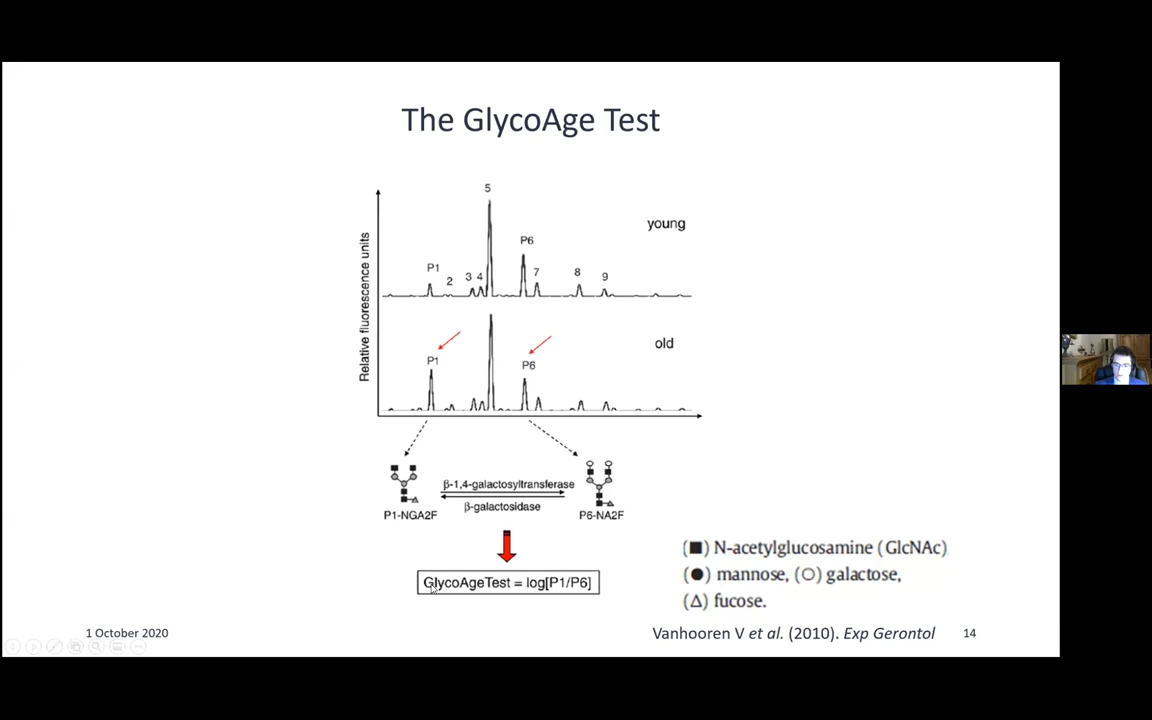 The GlycoAge Test
Relative fluorescence units
5
young
P6
P1
2
3 4
7
8
9
old
P1
P6
β-1,4-galactosyltransferase
β-galactosidase
P1-NGA2F
P6-NA2F
GlycoAgeTest = log[P1/P6]
(■) N-acetylglucosamine (GlcNAc)
(●) mannose, (○) galactose,
(△) fucose.
1 October 2020
Vanhooren V et al. (2010). Exp Gerontol
14